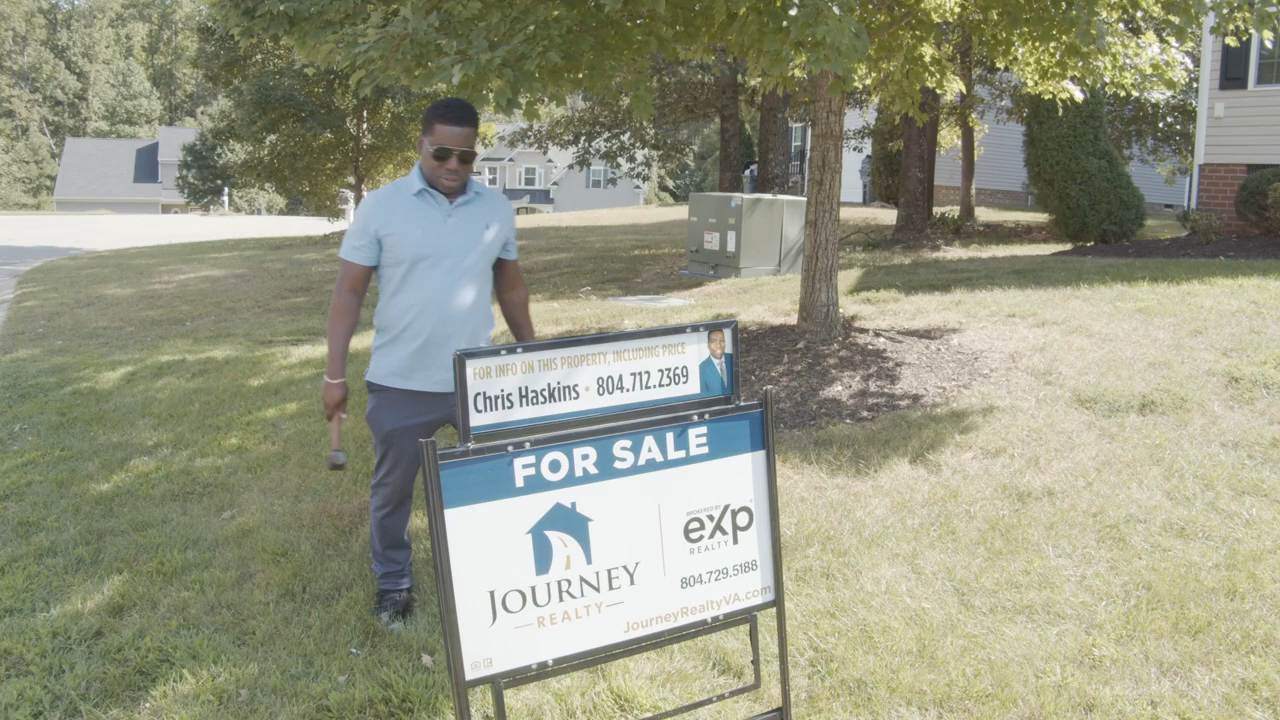 FOR INFO ON THIS PROPERTY, INCLUDING PRICE
Chris Haskins • 804.712.2369
FOR SALE
JOURNEY
REALTY
BROKERED BY
exp
REALTY
804.729.5188
JourneyRealtyVA.com